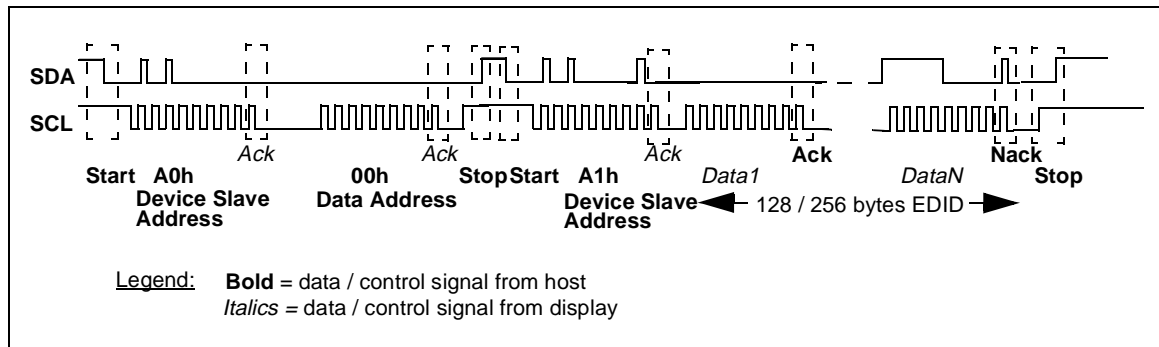 SDA
SCL
Ack Ack Ack Ack Nack
Start A0h 00h Stop Start A1h Data1 DataN Stop
Device Slave Address
Data Address
Device Slave Address
128 / 256 bytes EDID
Legend: Bold = data / control signal from host
Italics = data / control signal from display